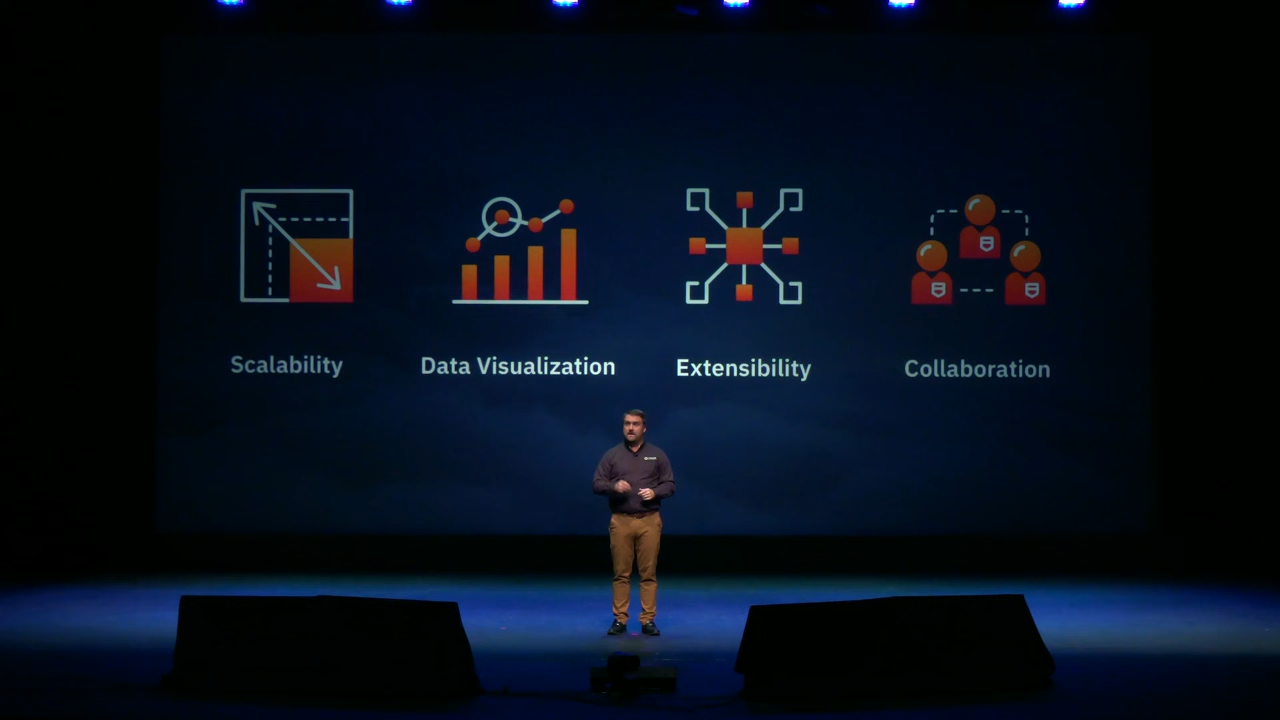 Scalability
Data Visualization
Extensibility
Collaboration